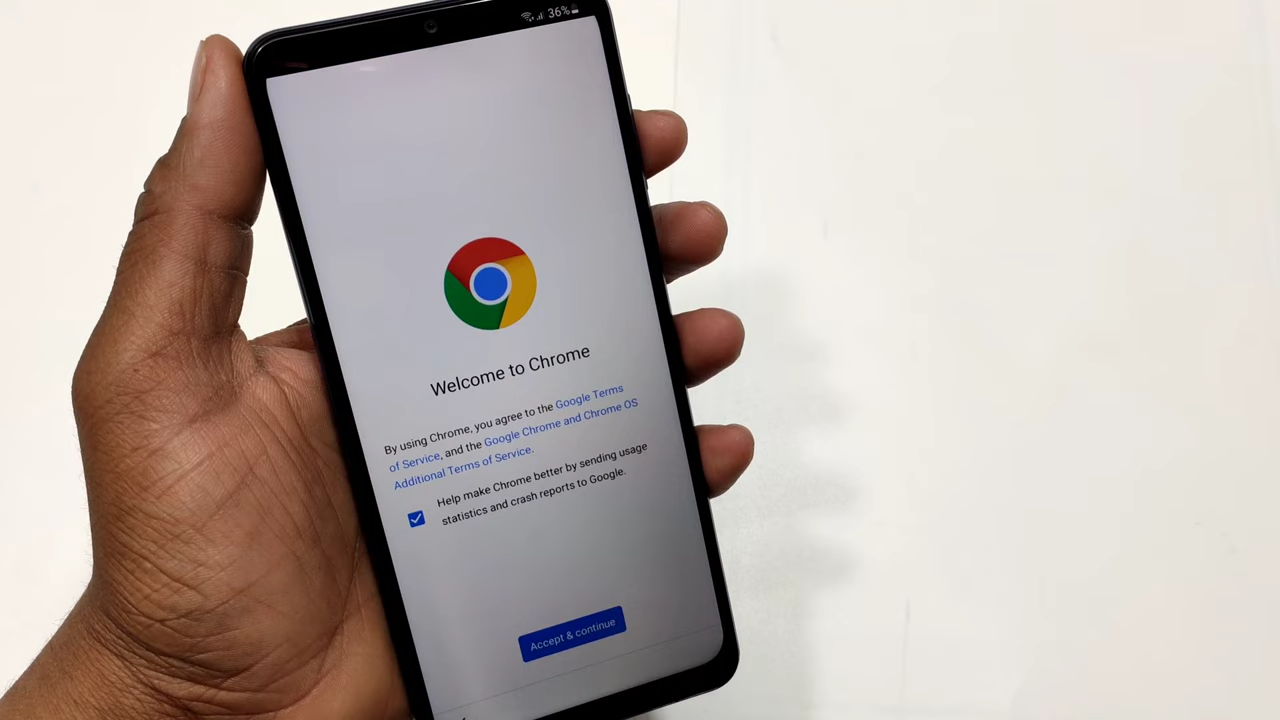 36%
Welcome to Chrome
By using Chrome, you agree to the Google Terms
of Service, and the Google Chrome and Chrome OS
Additional Terms of Service.
Help make Chrome better by sending usage
statistics and crash reports to Google.
Accept & continue